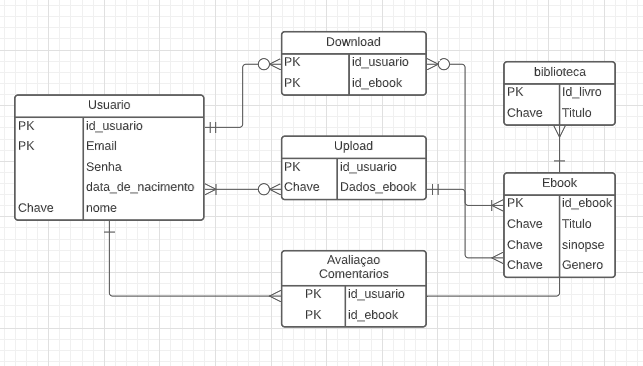 Download
PK id_usuario
PK id_ebook
biblioteca
PK Id_livro
Chave Titulo
Usuario
PK id_usuario
PK Email
Senha
data_de_nacimento
Chave nome
Upload
PK id_usuario
Chave Dados_ebook
Ebook
PK id_ebook
Chave Titulo
Chave sinopse
Chave Genero
Avaliaçao
Comentarios
PK id_usuario
PK id_ebook